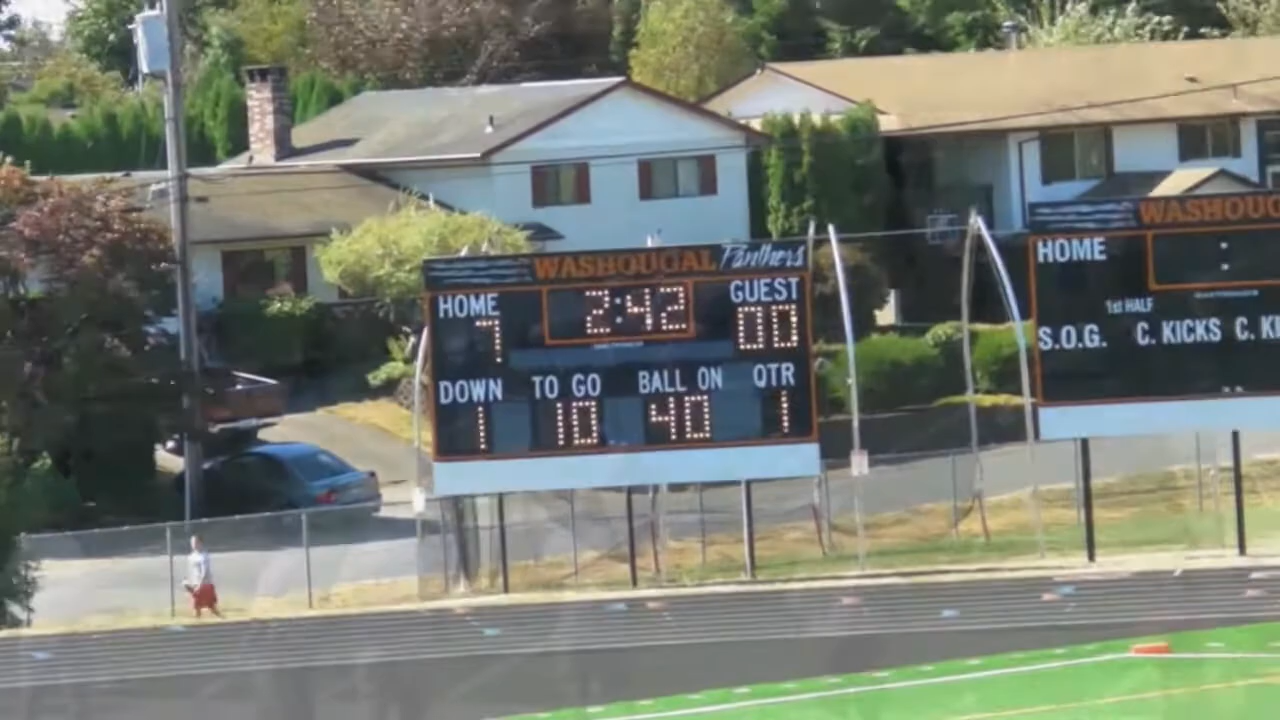 WASHOUGAL Panthers
HOME 2:42 GUEST
7 00
DOWN TO GO BALL ON QTR
1 10 40 1
WASHOUG
HOME :
1st HALF
S.O.G. C. KICKS C. KI